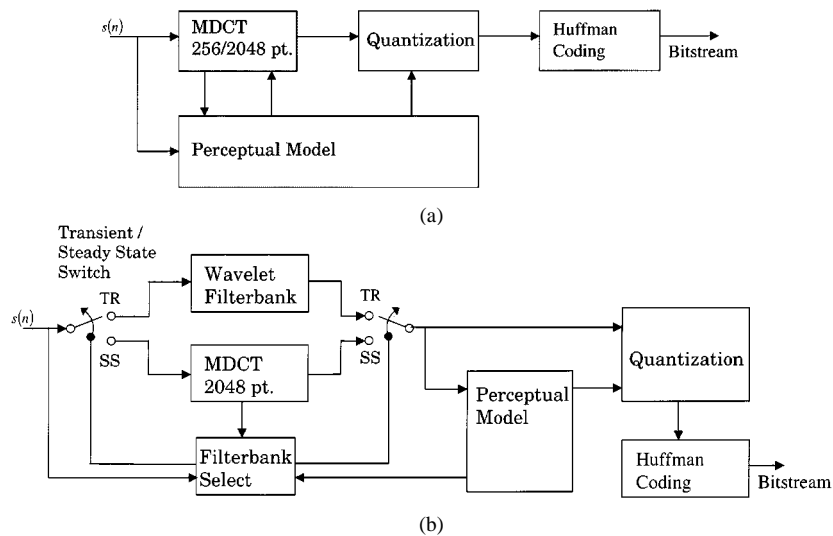 s(n)
MDCT
256/2048 pt.
Quantization
Huffman
Coding
Bitstream
Perceptual Model
(a)
Transient /
Steady State
Switch
TR
Wavelet
Filterbank
TR
s(n)
SS
MDCT
2048 pt.
SS
Quantization
Perceptual
Model
Filterbank
Select
Huffman
Coding
Bitstream
(b)